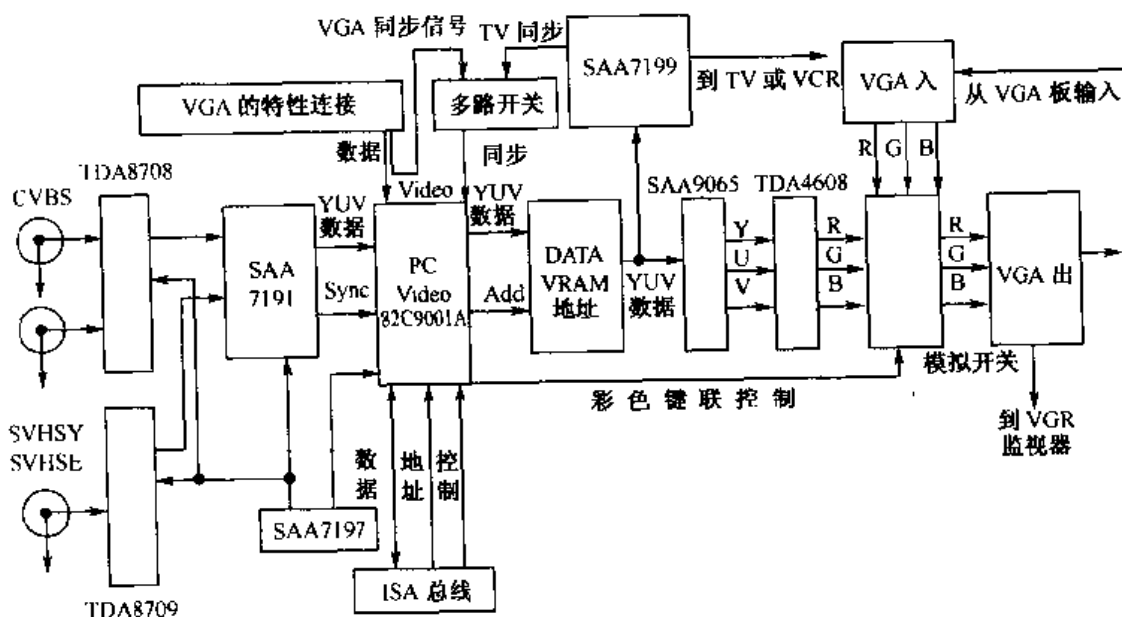 VGA 同步信号
TV 同步
SAA7199
到 TV 或 VCR
VGA 入
从 VGA 板输入
VGA 的特性连接
多路开关
数据
同步
R G B
TDA8708
CVBS
Video
YUV
数据
YUV
数据
SAA9065
TDA4608
SAA
7191
Sync
PC
Video
82C9001A
Add
DATA
VRAM
地址
YUV
数据
Y
U
V
R
G
B
R
G
B
VGA 出
模拟开关
彩色键联控制
到 VGR
监视器
SVHSY
SVHSE
数据
地址
控制
SAA7197
ISA 总线
TDA8709